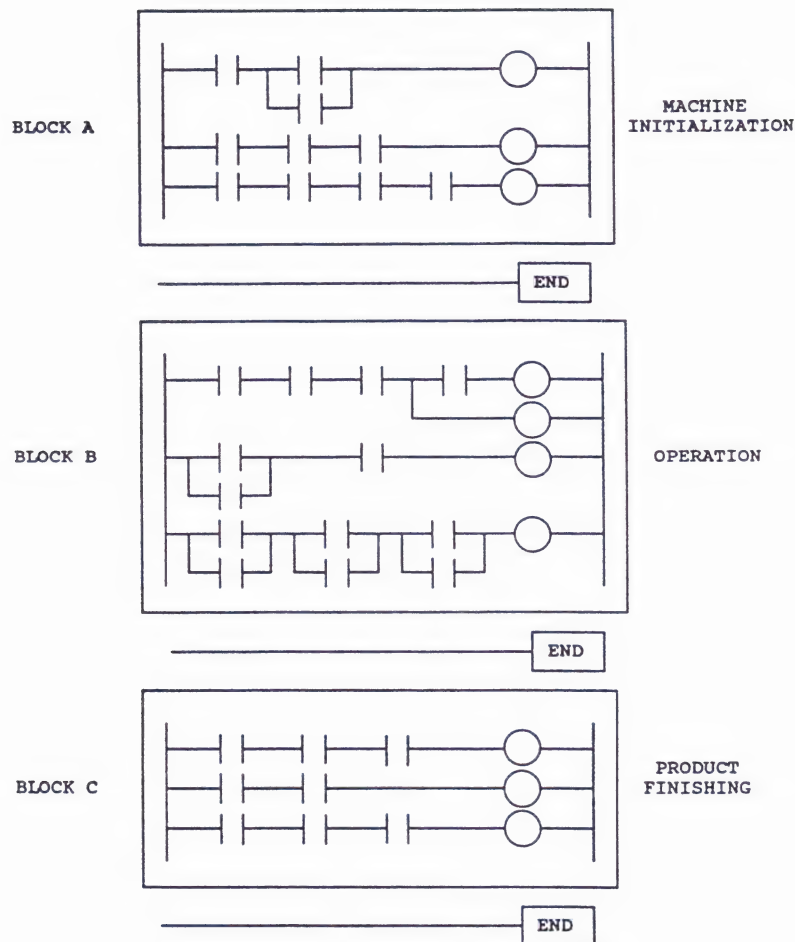 BLOCK A
MACHINE
INITIALIZATION
END
BLOCK B
OPERATION
END
BLOCK C
PRODUCT
FINISHING
END